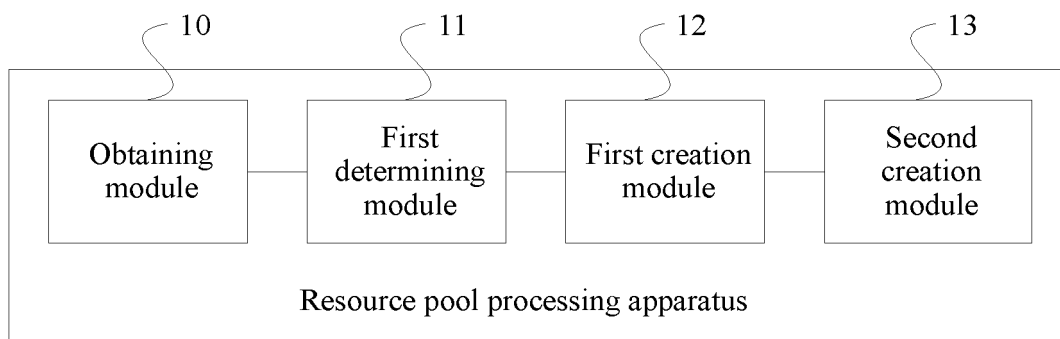 10
11
12
13
Obtaining
module
First
determining
module
First creation
module
Second
creation
module
Resource pool processing apparatus